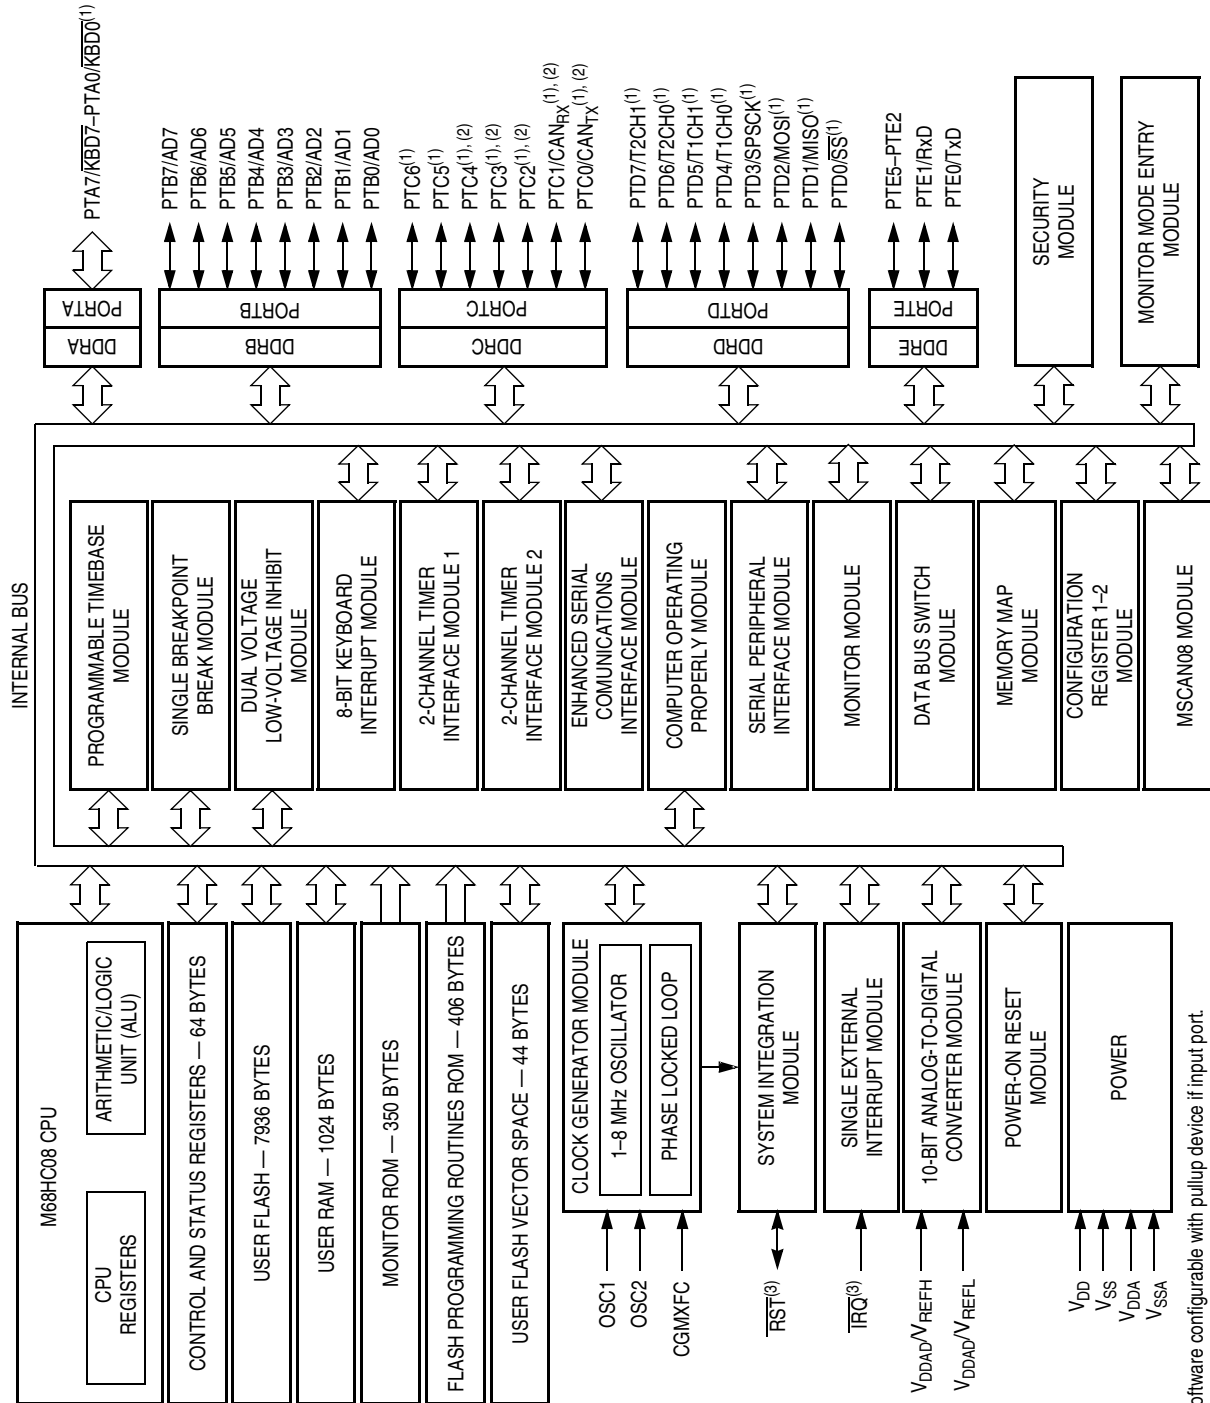 INTERNAL BUS
M68HC08 CPU
CPU
REGISTERS
ARITHMETIC/LOGIC
UNIT (ALU)
CONTROL AND STATUS REGISTERS — 64 BYTES
USER FLASH — 7936 BYTES
USER RAM — 1024 BYTES
MONITOR ROM — 350 BYTES
FLASH PROGRAMMING ROUTINES ROM — 406 BYTES
USER FLASH VECTOR SPACE — 44 BYTES
CLOCK GENERATOR MODULE
1–8 MHz OSCILLATOR
PHASE LOCKED LOOP
OSC1
OSC2
CGMXFC
SYSTEM INTEGRATION
MODULE
RST(3)
SINGLE EXTERNAL
INTERRUPT MODULE
IRQ(3)
10-BIT ANALOG-TO-DIGITAL
CONVERTER MODULE
VDDAD/VREFH
VDDAD/VREFL
POWER-ON RESET
MODULE
POWER
VDD
VSS
VDDA
VSSA
PROGRAMMABLE TIMEBASE
MODULE
SINGLE BREAKPOINT
BREAK MODULE
DUAL VOLTAGE
LOW-VOLTAGE INHIBIT
MODULE
8-BIT KEYBOARD
INTERRUPT MODULE
2-CHANNEL TIMER
INTERFACE MODULE 1
2-CHANNEL TIMER
INTERFACE MODULE 2
ENHANCED SERIAL
COMUNICATIONS
INTERFACE MODULE
COMPUTER OPERATING
PROPERLY MODULE
SERIAL PERIPHERAL
INTERFACE MODULE
MONITOR MODULE
DATA BUS SWITCH
MODULE
MEMORY MAP
MODULE
CONFIGURATION
REGISTER 1–2
MODULE
MSCAN08 MODULE
DDRA
PORTA
PTA7/KBD7–PTA0/KBD0(1)
DDRB
PORTB
PTB7/AD7
PTB6/AD6
PTB5/AD5
PTB4/AD4
PTB3/AD3
PTB2/AD2
PTB1/AD1
PTB0/AD0
DDRC
PORTC
PTC6(1)
PTC5(1)
PTC4(1), (2)
PTC3(1), (2)
PTC2(1), (2)
PTC1/CANRX(1), (2)
PTC0/CANTX(1), (2)
DDRD
PORTD
PTD7/T2CH1(1)
PTD6/T2CH0(1)
PTD5/T1CH1(1)
PTD4/T1CH0(1)
PTD3/SPSCK(1)
PTD2/MOSI(1)
PTD1/MISO(1)
PTD0/SS(1)
DDRE
PORTE
PTE5–PTE2
PTE1/RxD
PTE0/TxD
SECURITY
MODULE
MONITOR MODE ENTRY
MODULE
oftware configurable with pullup device if input port.